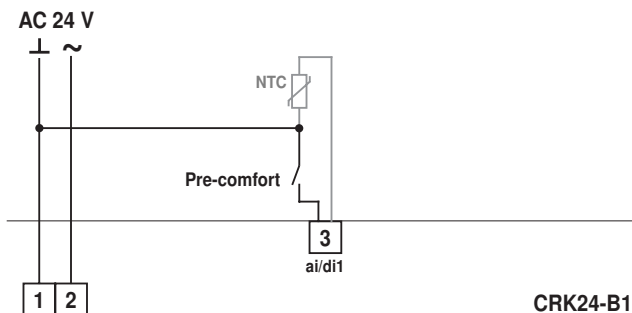 AC 24 V
⊥ ~
NTC
Pre-comfort
3
ai/di1
1 2
CRK24-B1